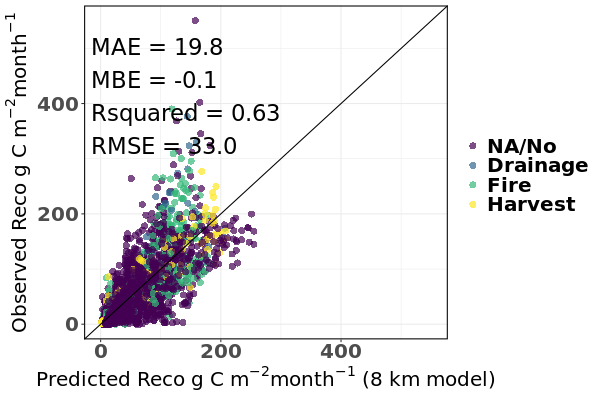 Observed Reco g C m⁻²month⁻¹
MAE = 19.8
MBE = -0.1
Rsquared = 0.63
RMSE = 33.0
400
200
0
0 200 400
Predicted Reco g C m⁻²month⁻¹ (8 km model)
NA/No
Drainage
Fire
Harvest